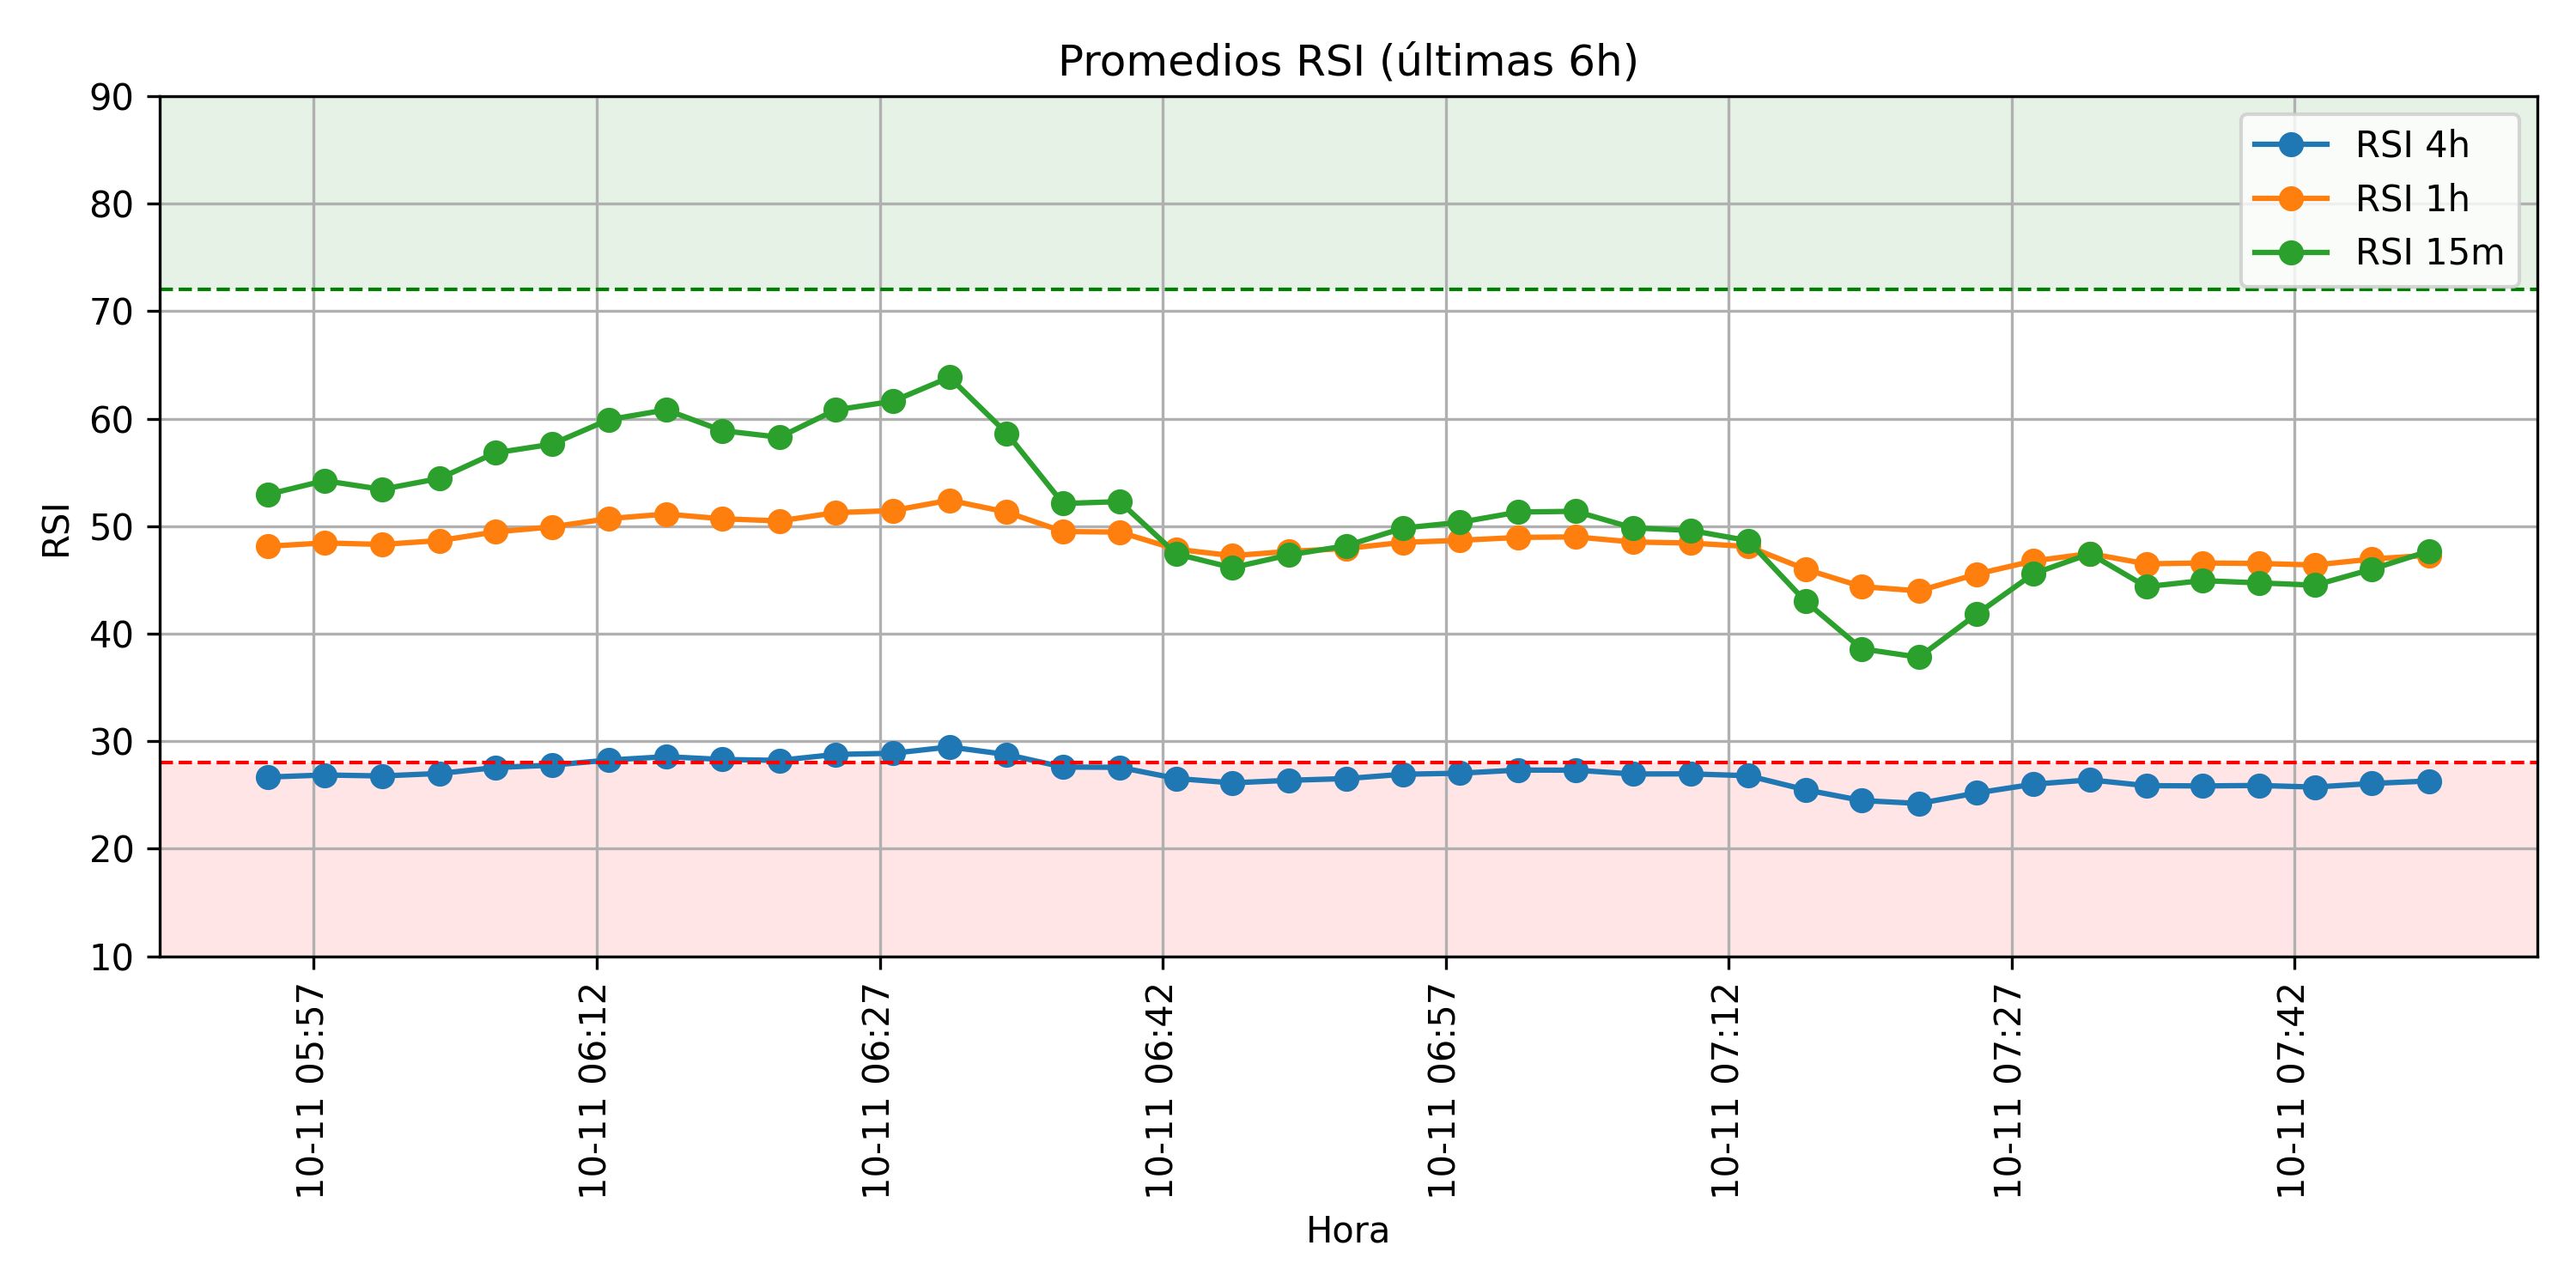 Promedios RSI (últimas 6h)
90
80
70
60
50
40
30
20
10
RSI
RSI 4h
RSI 1h
RSI 15m
10-11 05:57
10-11 06:12
10-11 06:27
10-11 06:42
10-11 06:57
10-11 07:12
10-11 07:27
10-11 07:42
Hora